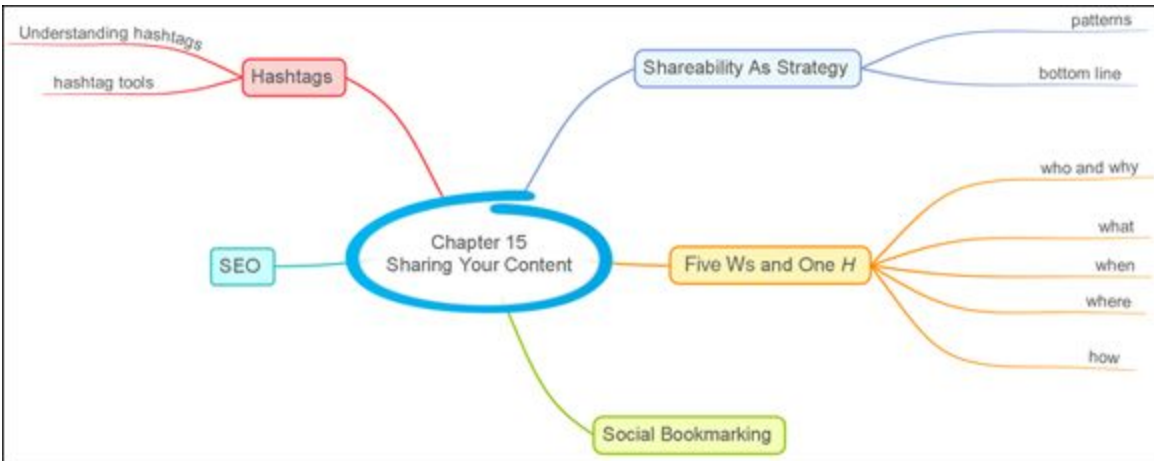 Understanding hashtags
hashtag tools
Hashtags
Shareability As Strategy
patterns
bottom line
Chapter 15
Sharing Your Content
SEO
Five Ws and One H
who and why
what
when
where
how
Social Bookmarking